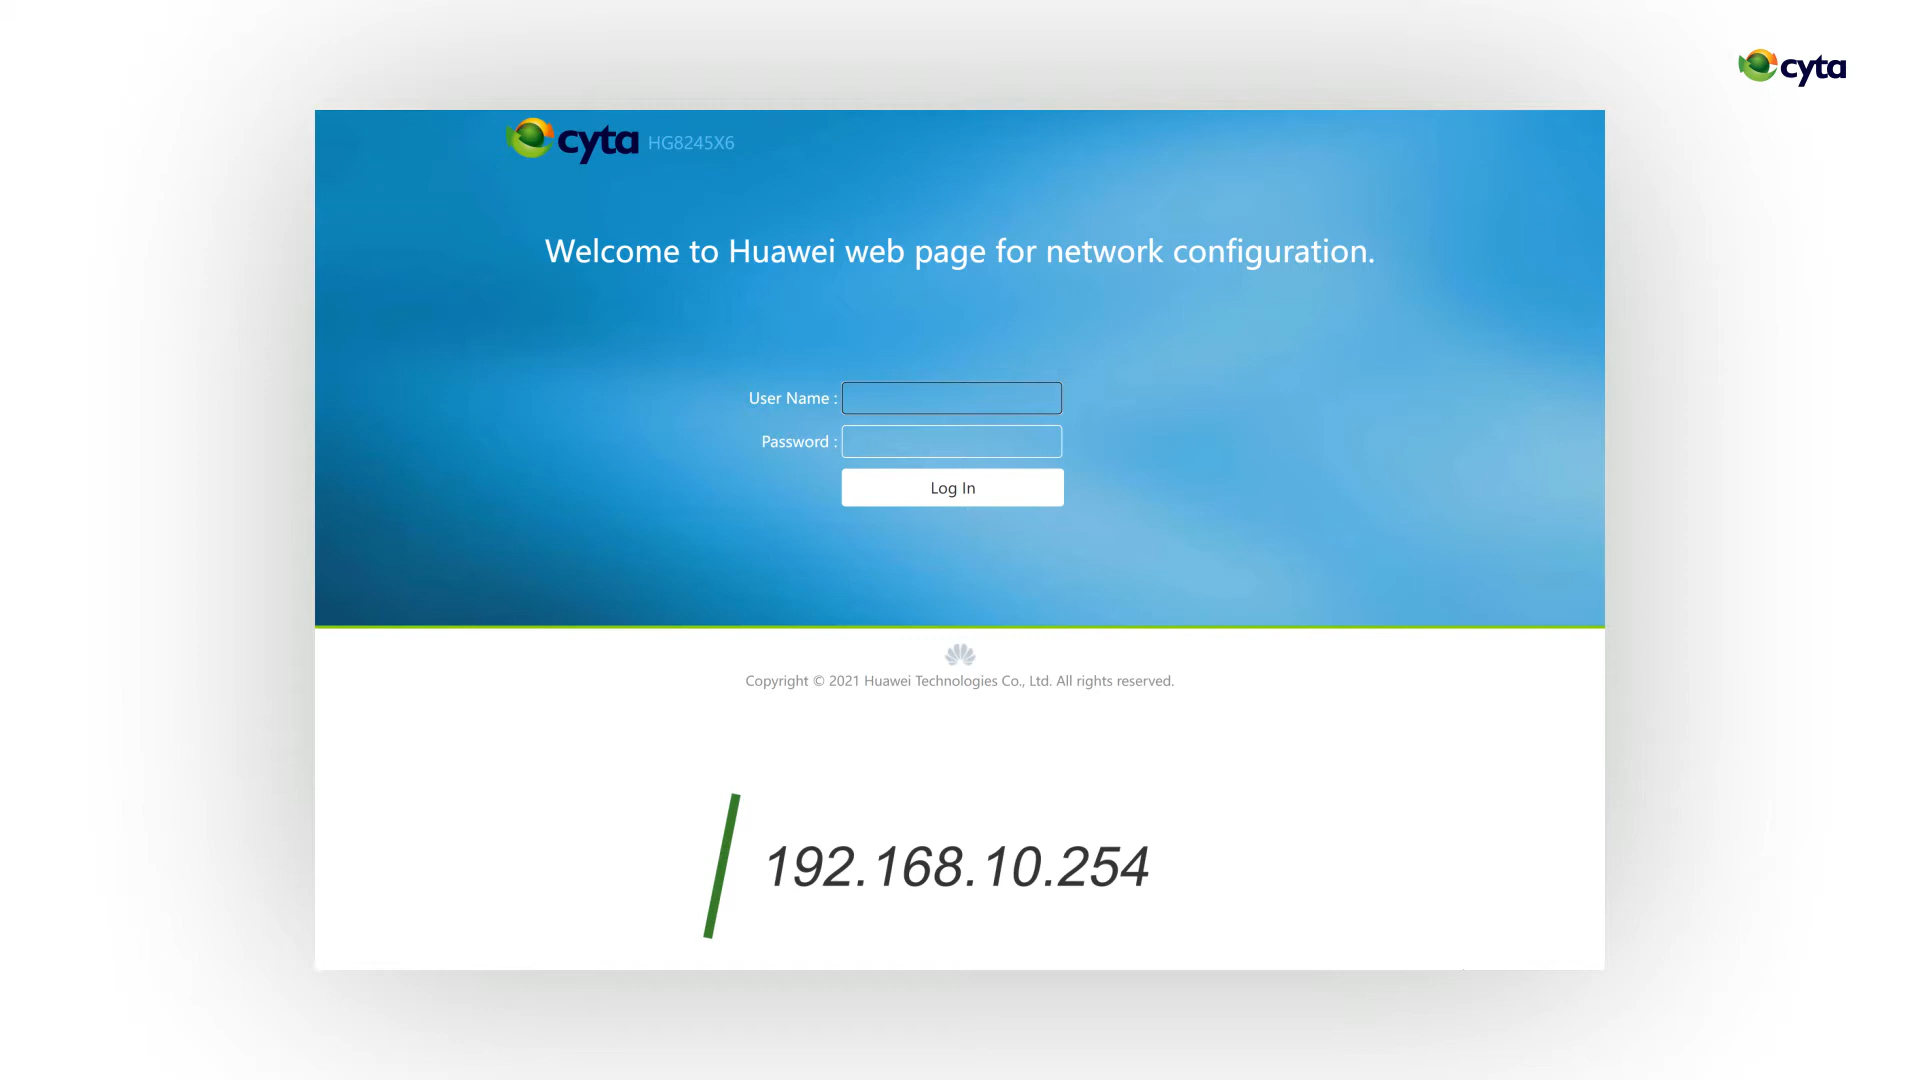 cyta
cyta HG8245X6
Welcome to Huawei web page for network configuration.
User Name :
Password :
Log In
Copyright © 2021 Huawei Technologies Co., Ltd. All rights reserved.
192.168.10.254